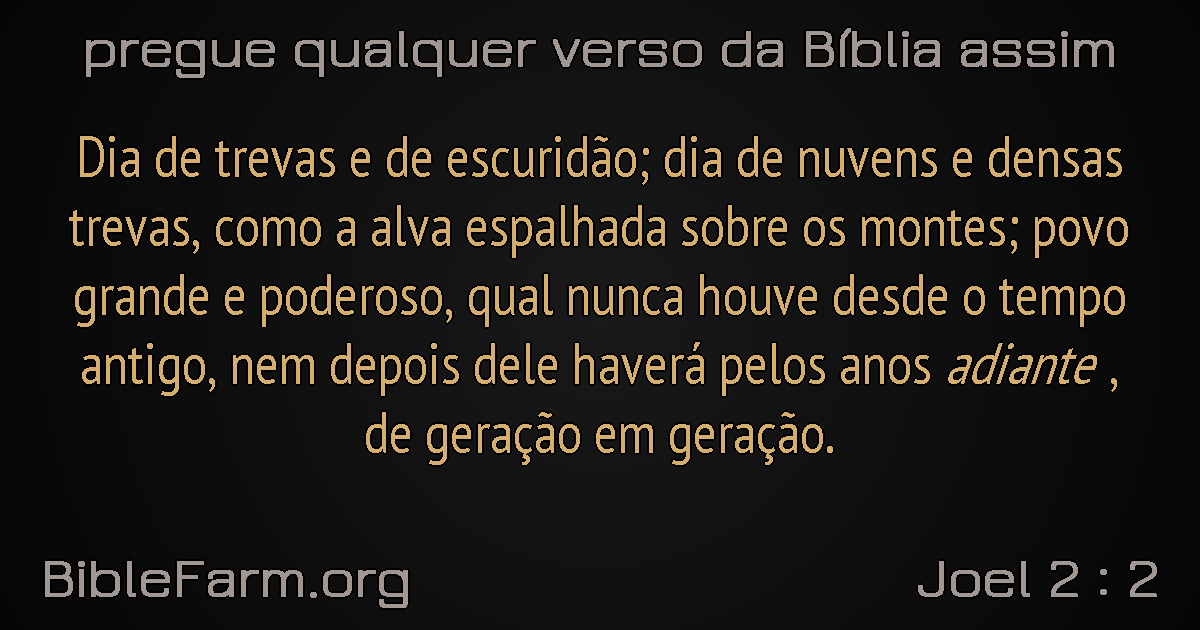 pregue qualquer verso da Bíblia assim
Dia de trevas e de escuridão; dia de nuvens e densas
trevas, como a alva espalhada sobre os montes; povo
grande e poderoso, qual nunca houve desde o tempo
antigo, nem depois dele haverá pelos anos adiante ,
de geração em geração.
BibleFarm.org
Joel 2 : 2